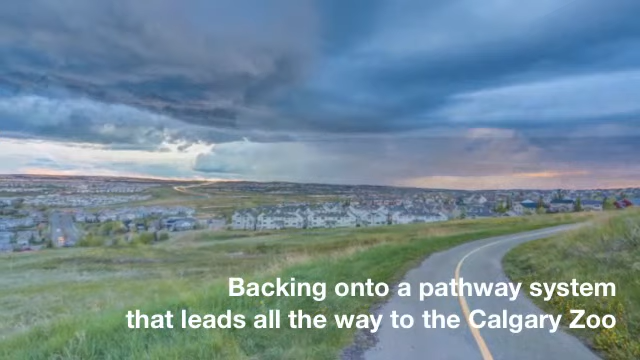 Backing onto a pathway system
that leads all the way to the Calgary Zoo